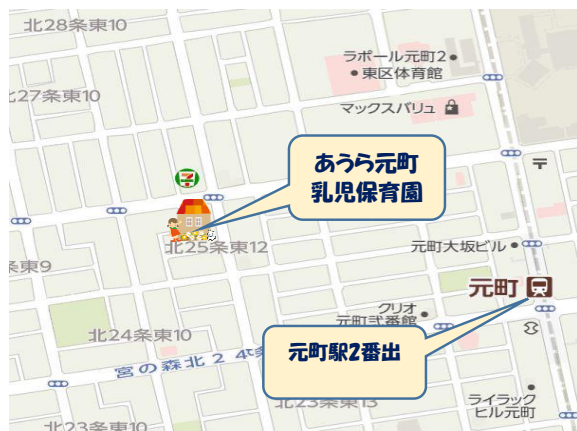 北28条東10
ラポール元町2
東区体育館
27条東10
マックスバリュ
あうら元町
乳児保育園
〒
7
北25条東12
元町大坂ビル
条東9
元町
クリオ
元町弐番館
北24条東10
元町駅2番出
宮の森北24条
北23条東13
ライラック
ヒル元町
北23条東10